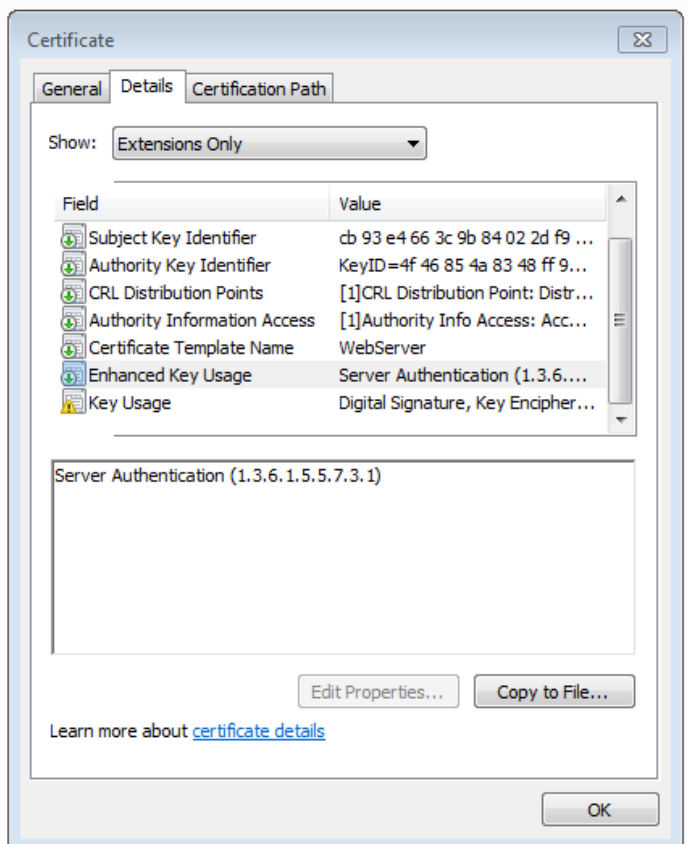 Certificate
General Details Certification Path
Show: Extensions Only
Field Value
Subject Key Identifier cb 93 e4 66 3c 9b 84 02 2d f9 ...
Authority Key Identifier KeyID=4f 46 85 4a 83 48 ff 9...
CRL Distribution Points [1]CRL Distribution Point: Distr...
Authority Information Access [1]Authority Info Access: Acc...
Certificate Template Name WebServer
Enhanced Key Usage Server Authentication (1.3.6....
Key Usage Digital Signature, Key Encipher...
Server Authentication (1.3.6.1.5.5.7.3.1)
Edit Properties... Copy to File...
Learn more about certificate details
OK